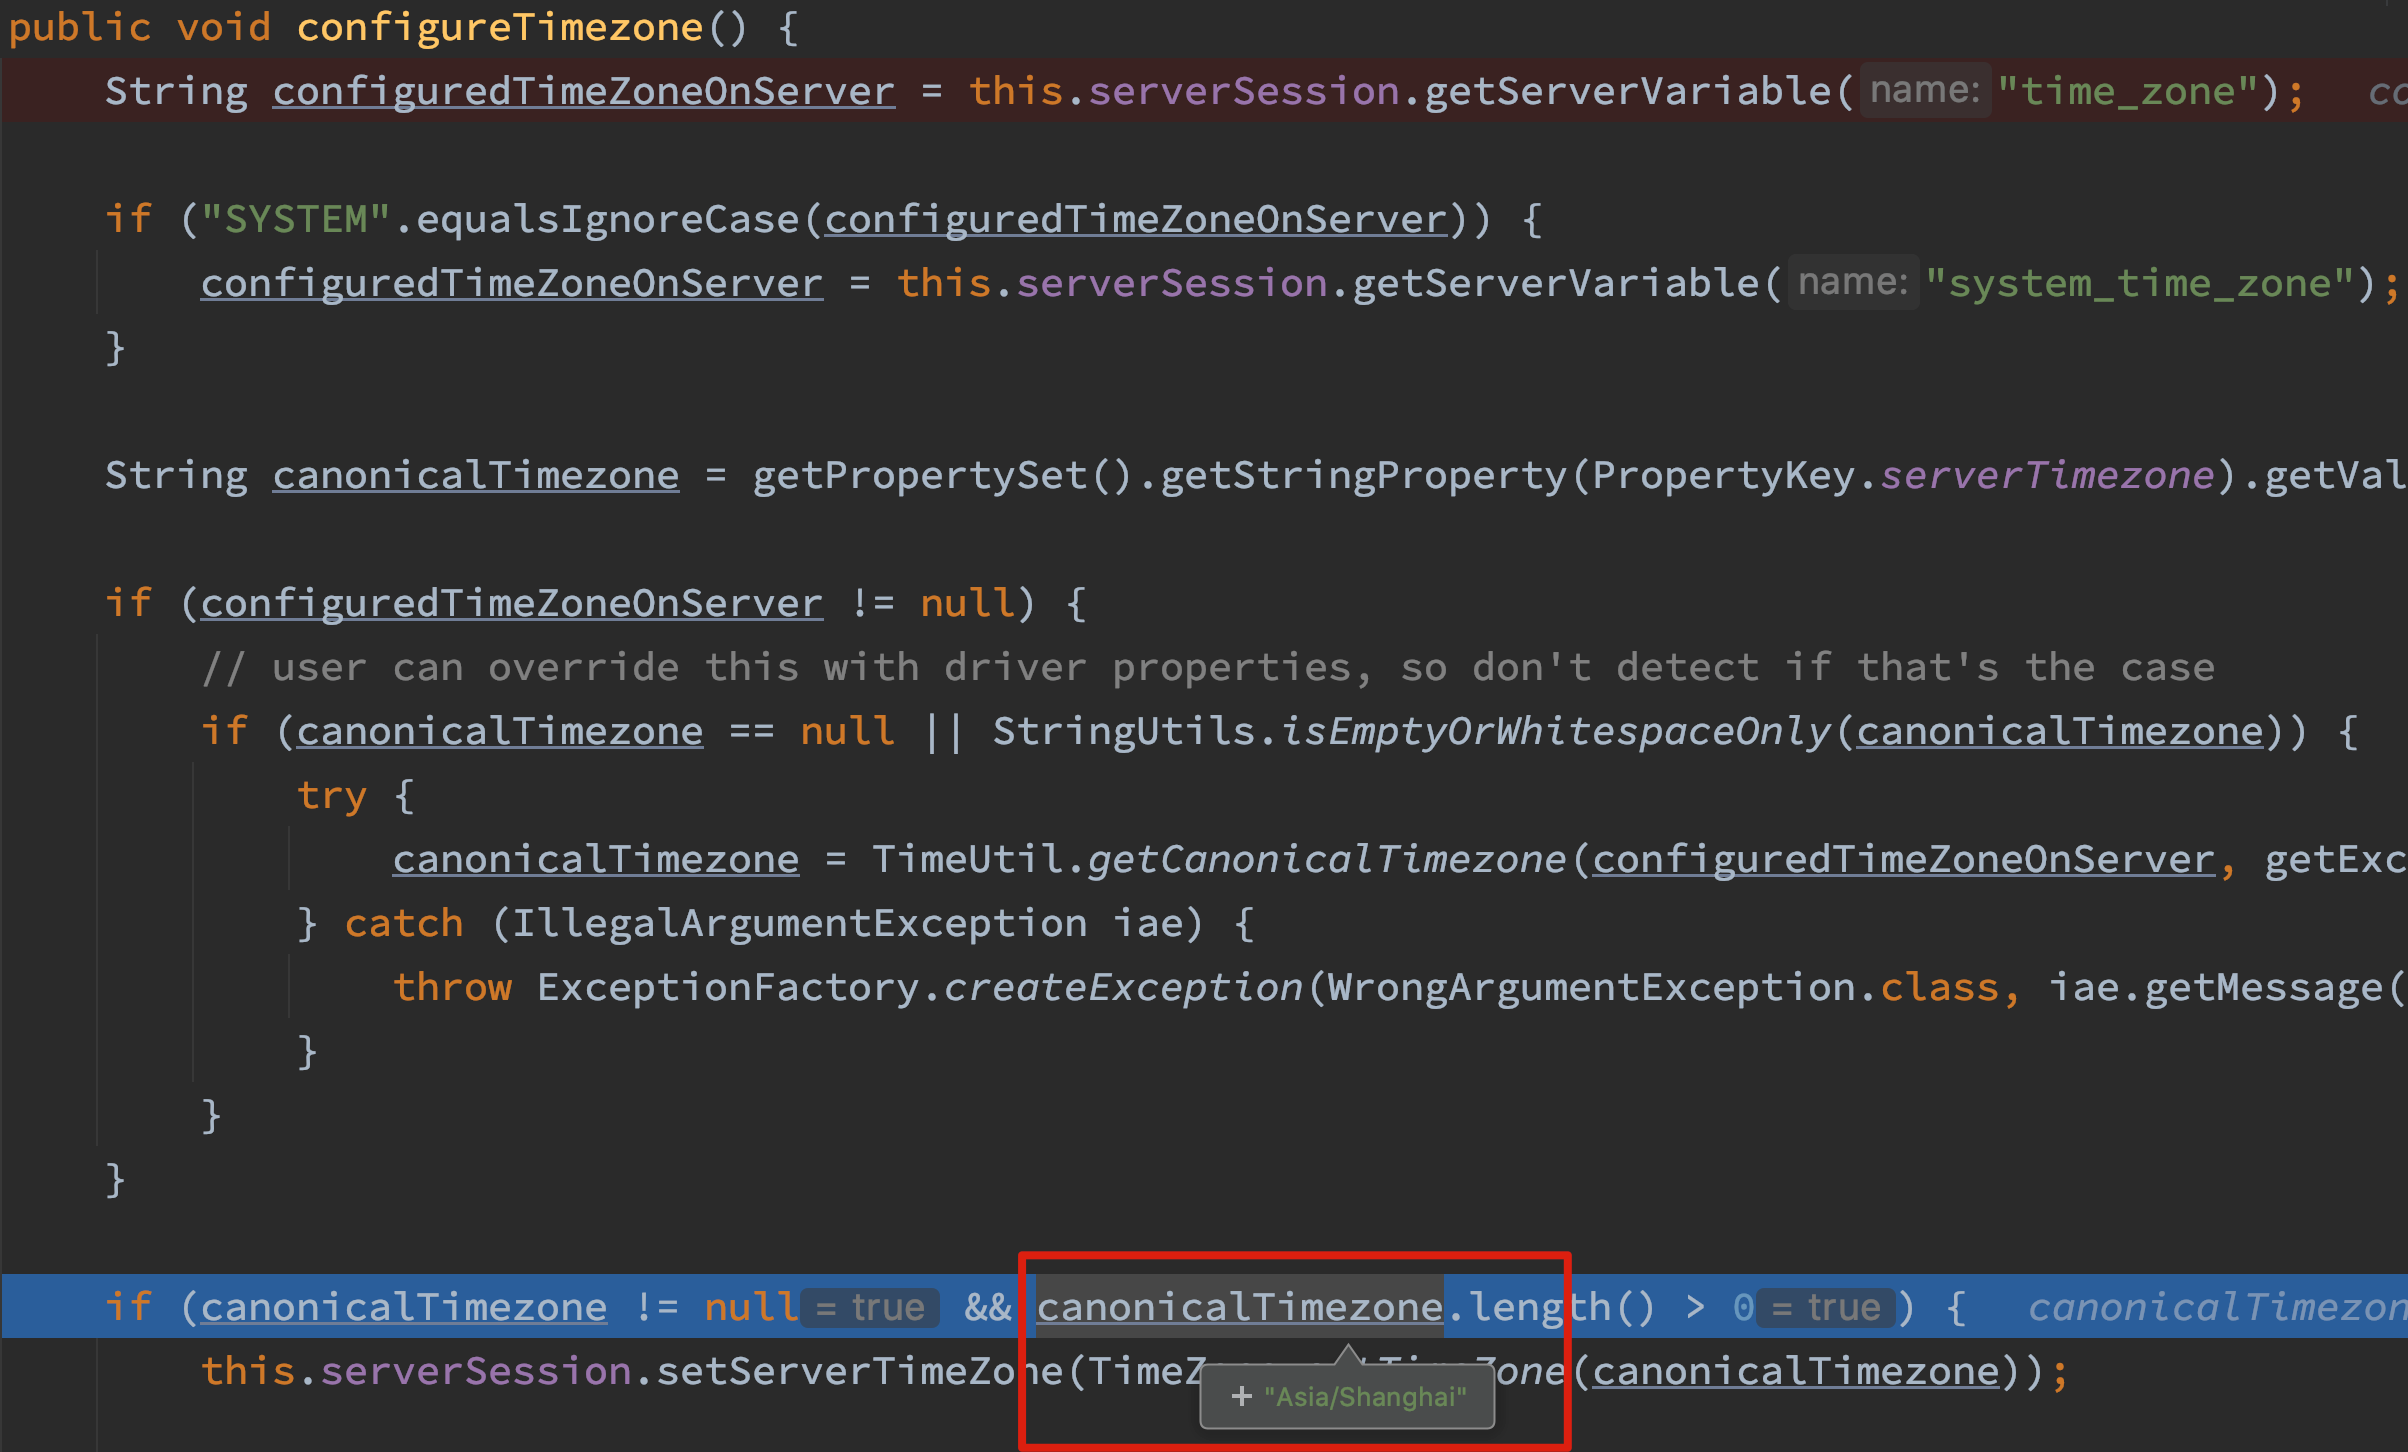 public void configureTimezone() {
String configuredTimeZoneOnServer = this.serverSession.getServerVariable( name: "time_zone"); co
if ("SYSTEM".equalsIgnoreCase(configuredTimeZoneOnServer)) {
configuredTimeZoneOnServer = this.serverSession.getServerVariable( name: "system_time_zone");
}
String canonicalTimezone = getPropertySet().getStringProperty(PropertyKey.serverTimezone).getVal
if (configuredTimeZoneOnServer != null) {
// user can override this with driver properties, so don't detect if that's the case
if (canonicalTimezone == null || StringUtils.isEmptyOrWhitespaceOnly(canonicalTimezone)) {
try {
canonicalTimezone = TimeUtil.getCanonicalTimezone(configuredTimeZoneOnServer, getExc
} catch (IllegalArgumentException iae) {
throw ExceptionFactory.createException(WrongArgumentException.class, iae.getMessage(
}
}
}
if (canonicalTimezone != null = true && canonicalTimezone.length() > 0 = true ) { canonicalTimezon
this.serverSession.setServerTimeZone(TimeZ Zone(canonicalTimezone));
+ "Asia/Shanghai"